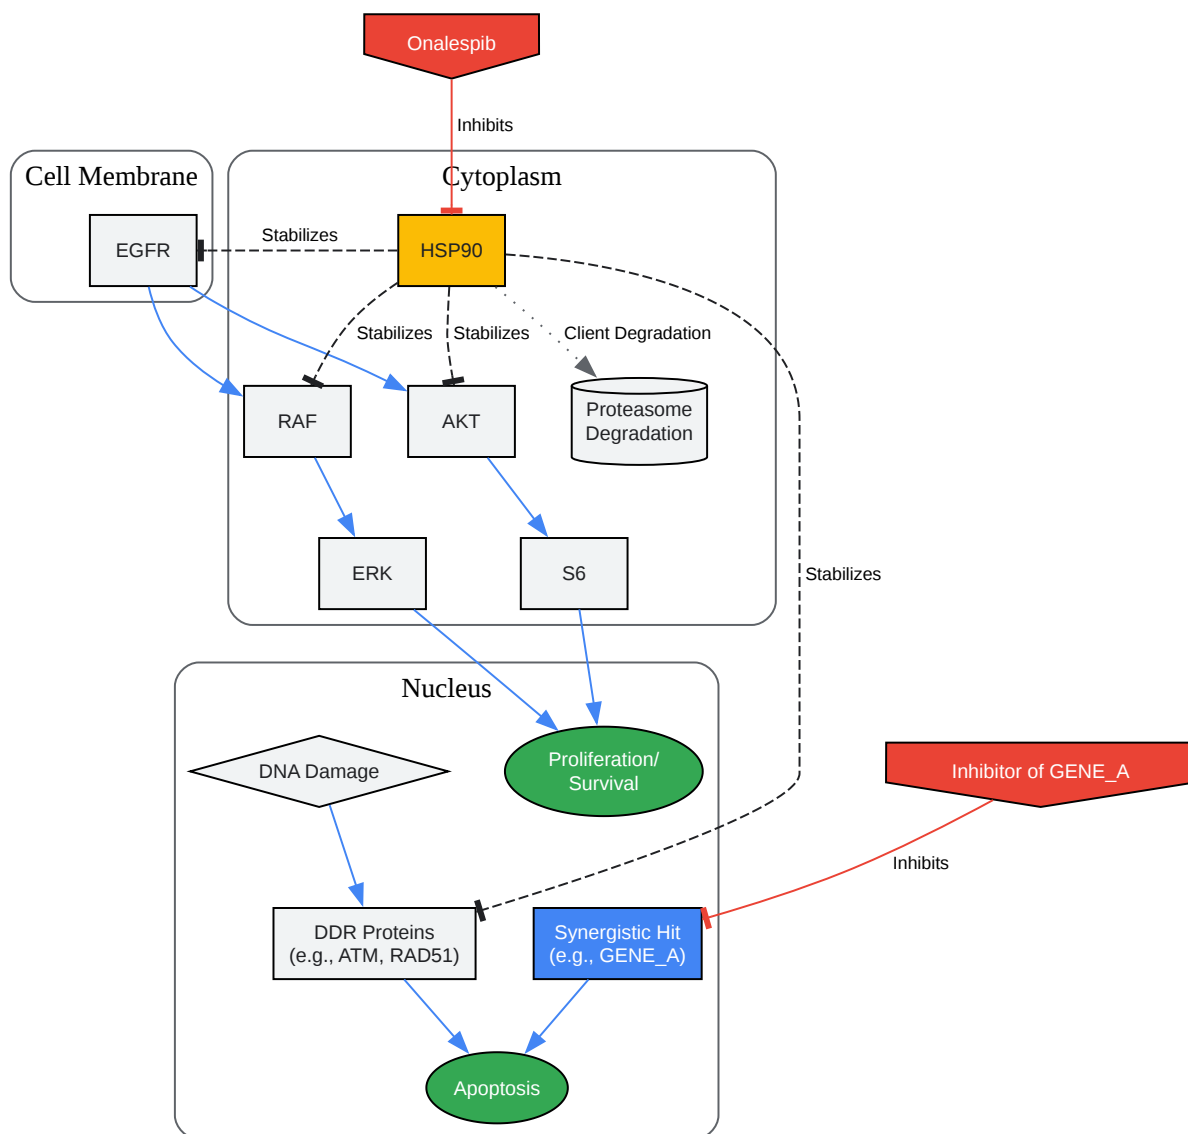 Onalespib
Inhibits
Cell Membrane
Cytoplasm
EGFR
Stabilizes
HSP90
Stabilizes
Stabilizes
Client Degradation
RAF
AKT
Proteasome
Degradation
ERK
S6
Stabilizes
Nucleus
DNA Damage
Proliferation/
Survival
Inhibitor of GENE_A
Inhibits
DDR Proteins
(e.g., ATM, RAD51)
Synergistic Hit
(e.g., GENE_A)
Apoptosis